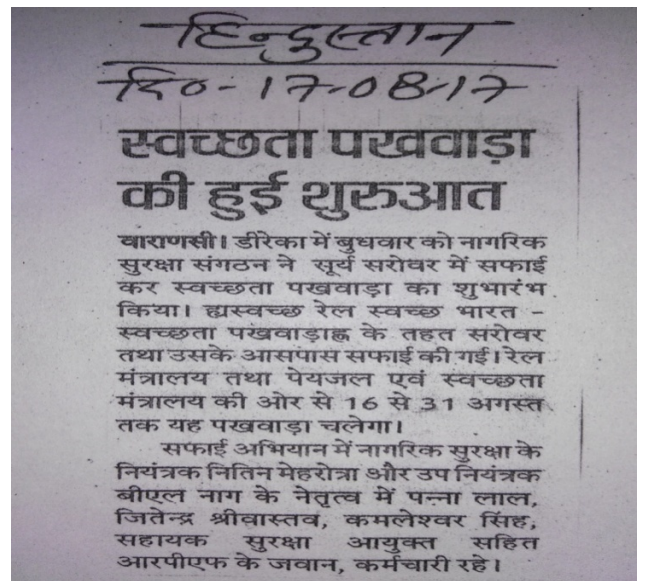 हिन्दुस्तान
दि०-17-08-17
स्वच्छता पखवाड़ा
की हुई शुरुआत
वाराणसी। डीरेका में बुधवार को नागरिक
सुरक्षा संगठन ने सूर्य सरोवर में सफाई
कर स्वच्छता पखवाड़ा का शुभारंभ
किया। ह्यस्वच्छ रेल स्वच्छ भारत -
स्वच्छता पखवाड़ाह्ण के तहत सरोवर
तथा उसके आसपास सफाई की गई। रेल
मंत्रालय तथा पेयजल एवं स्वच्छता
मंत्रालय की ओर से 16 से 31 अगस्त
तक यह पखवाड़ा चलेगा।
सफाई अभियान में नागरिक सुरक्षा के
नियंत्रक नितिन मेहरोत्रा और उप नियंत्रक
बीएल नाग के नेतृत्व में पन्ना लाल,
जितेन्द्र श्रीवास्तव, कमलेश्वर सिंह,
सहायक सुरक्षा आयुक्त सहित
आरपीएफ के जवान, कर्मचारी रहे।